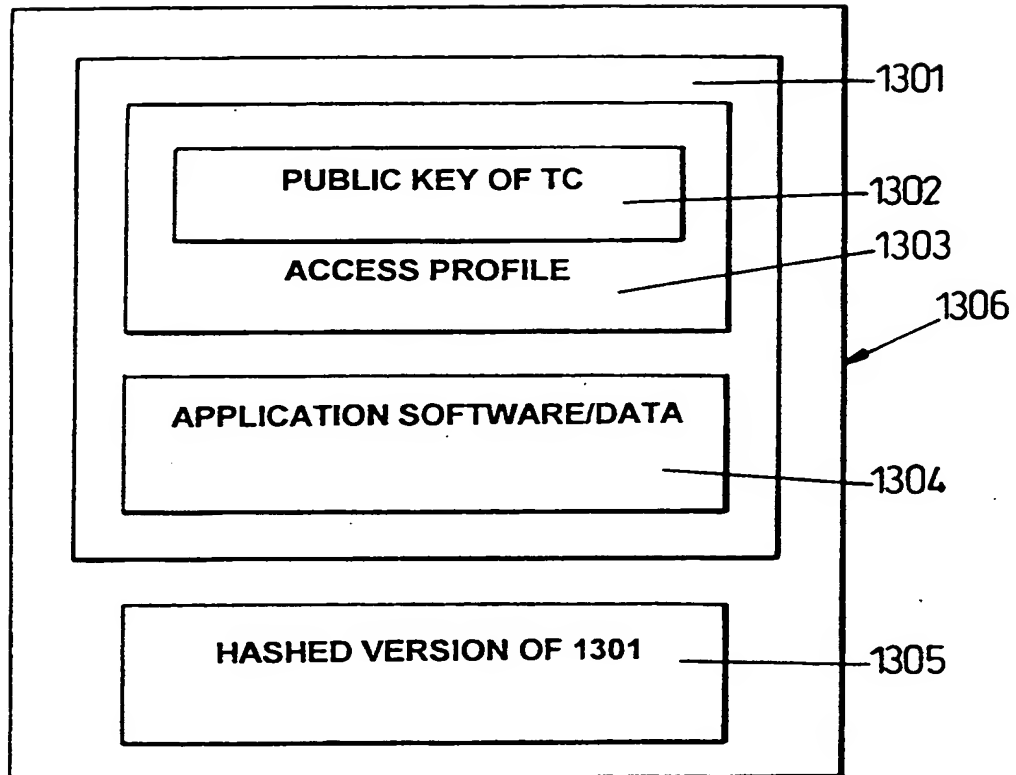 1301
PUBLIC KEY OF TC
1302
1303
ACCESS PROFILE
1306
APPLICATION SOFTWARE/DATA
1304
HASHED VERSION OF 1301
1305